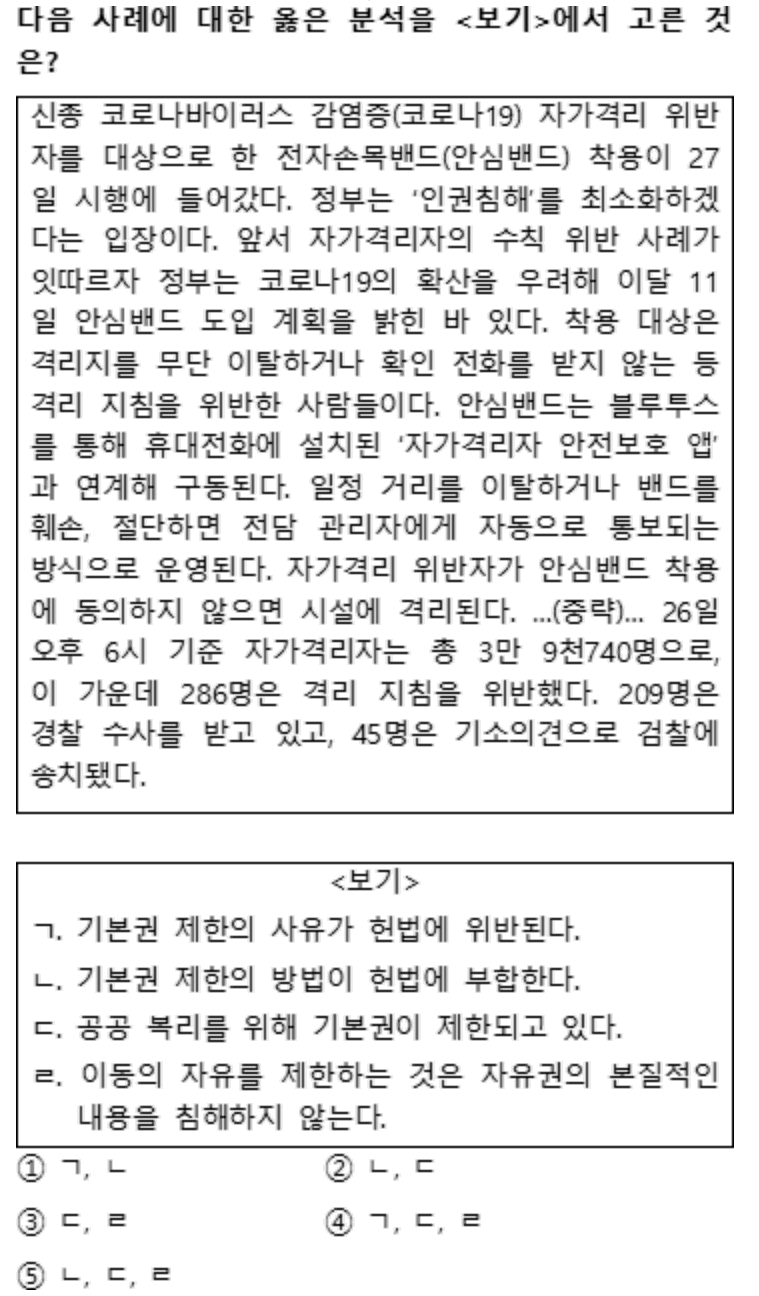 다음 사례에 대한 옳은 분석을 <보기>에서 고른 것
은?
신종 코로나바이러스 감염증(코로나19) 자가격리 위반
자를 대상으로 한 전자손목밴드(안심밴드) 착용이 27
일 시행에 들어갔다. 정부는 '인권침해'를 최소화하겠
다는 입장이다. 앞서 자가격리자의 수칙 위반 사례가
잇따르자 정부는 코로나19의 확산을 우려해 이달 11
일 안심밴드 도입 계획을 밝힌 바 있다. 착용 대상은
격리지를 무단 이탈하거나 확인 전화를 받지 않는 등
격리 지침을 위반한 사람들이다. 안심밴드는 블루투스
를 통해 휴대전화에 설치된 '자가격리자 안전보호 앱'
과 연계해 구동된다. 일정 거리를 이탈하거나 밴드를
훼손, 절단하면 전담 관리자에게 자동으로 통보되는
방식으로 운영된다. 자가격리 위반자가 안심밴드 착용
에 동의하지 않으면 시설에 격리된다. ...(중략)... 26일
오후 6시 기준 자가격리자는 총 3만 9천740명으로,
이 가운데 286명은 격리 지침을 위반했다. 209명은
경찰 수사를 받고 있고, 45명은 기소의견으로 검찰에
송치됐다.
<보기>
ㄱ. 기본권 제한의 사유가 헌법에 위반된다.
ㄴ. 기본권 제한의 방법이 헌법에 부합한다.
ㄷ. 공공 복리를 위해 기본권이 제한되고 있다.
ㄹ. 이동의 자유를 제한하는 것은 자유권의 본질적인
내용을 침해하지 않는다.
① ㄱ, ㄴ ② ㄴ, ㄷ
③ ㄷ, ㄹ ④ ㄱ, ㄷ, ㄹ
⑤ ㄴ, ㄷ, ㄹ